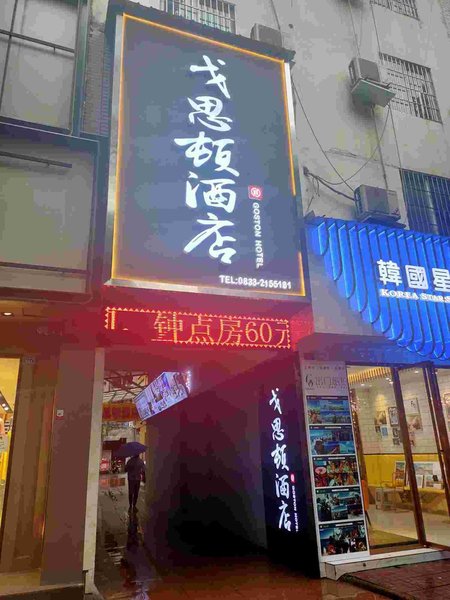 戈思顿酒店
GOSTON HOTEL
TEL:0833-2155181
钟点房60元
韓國星
KOREA STAR
戈思顿酒店